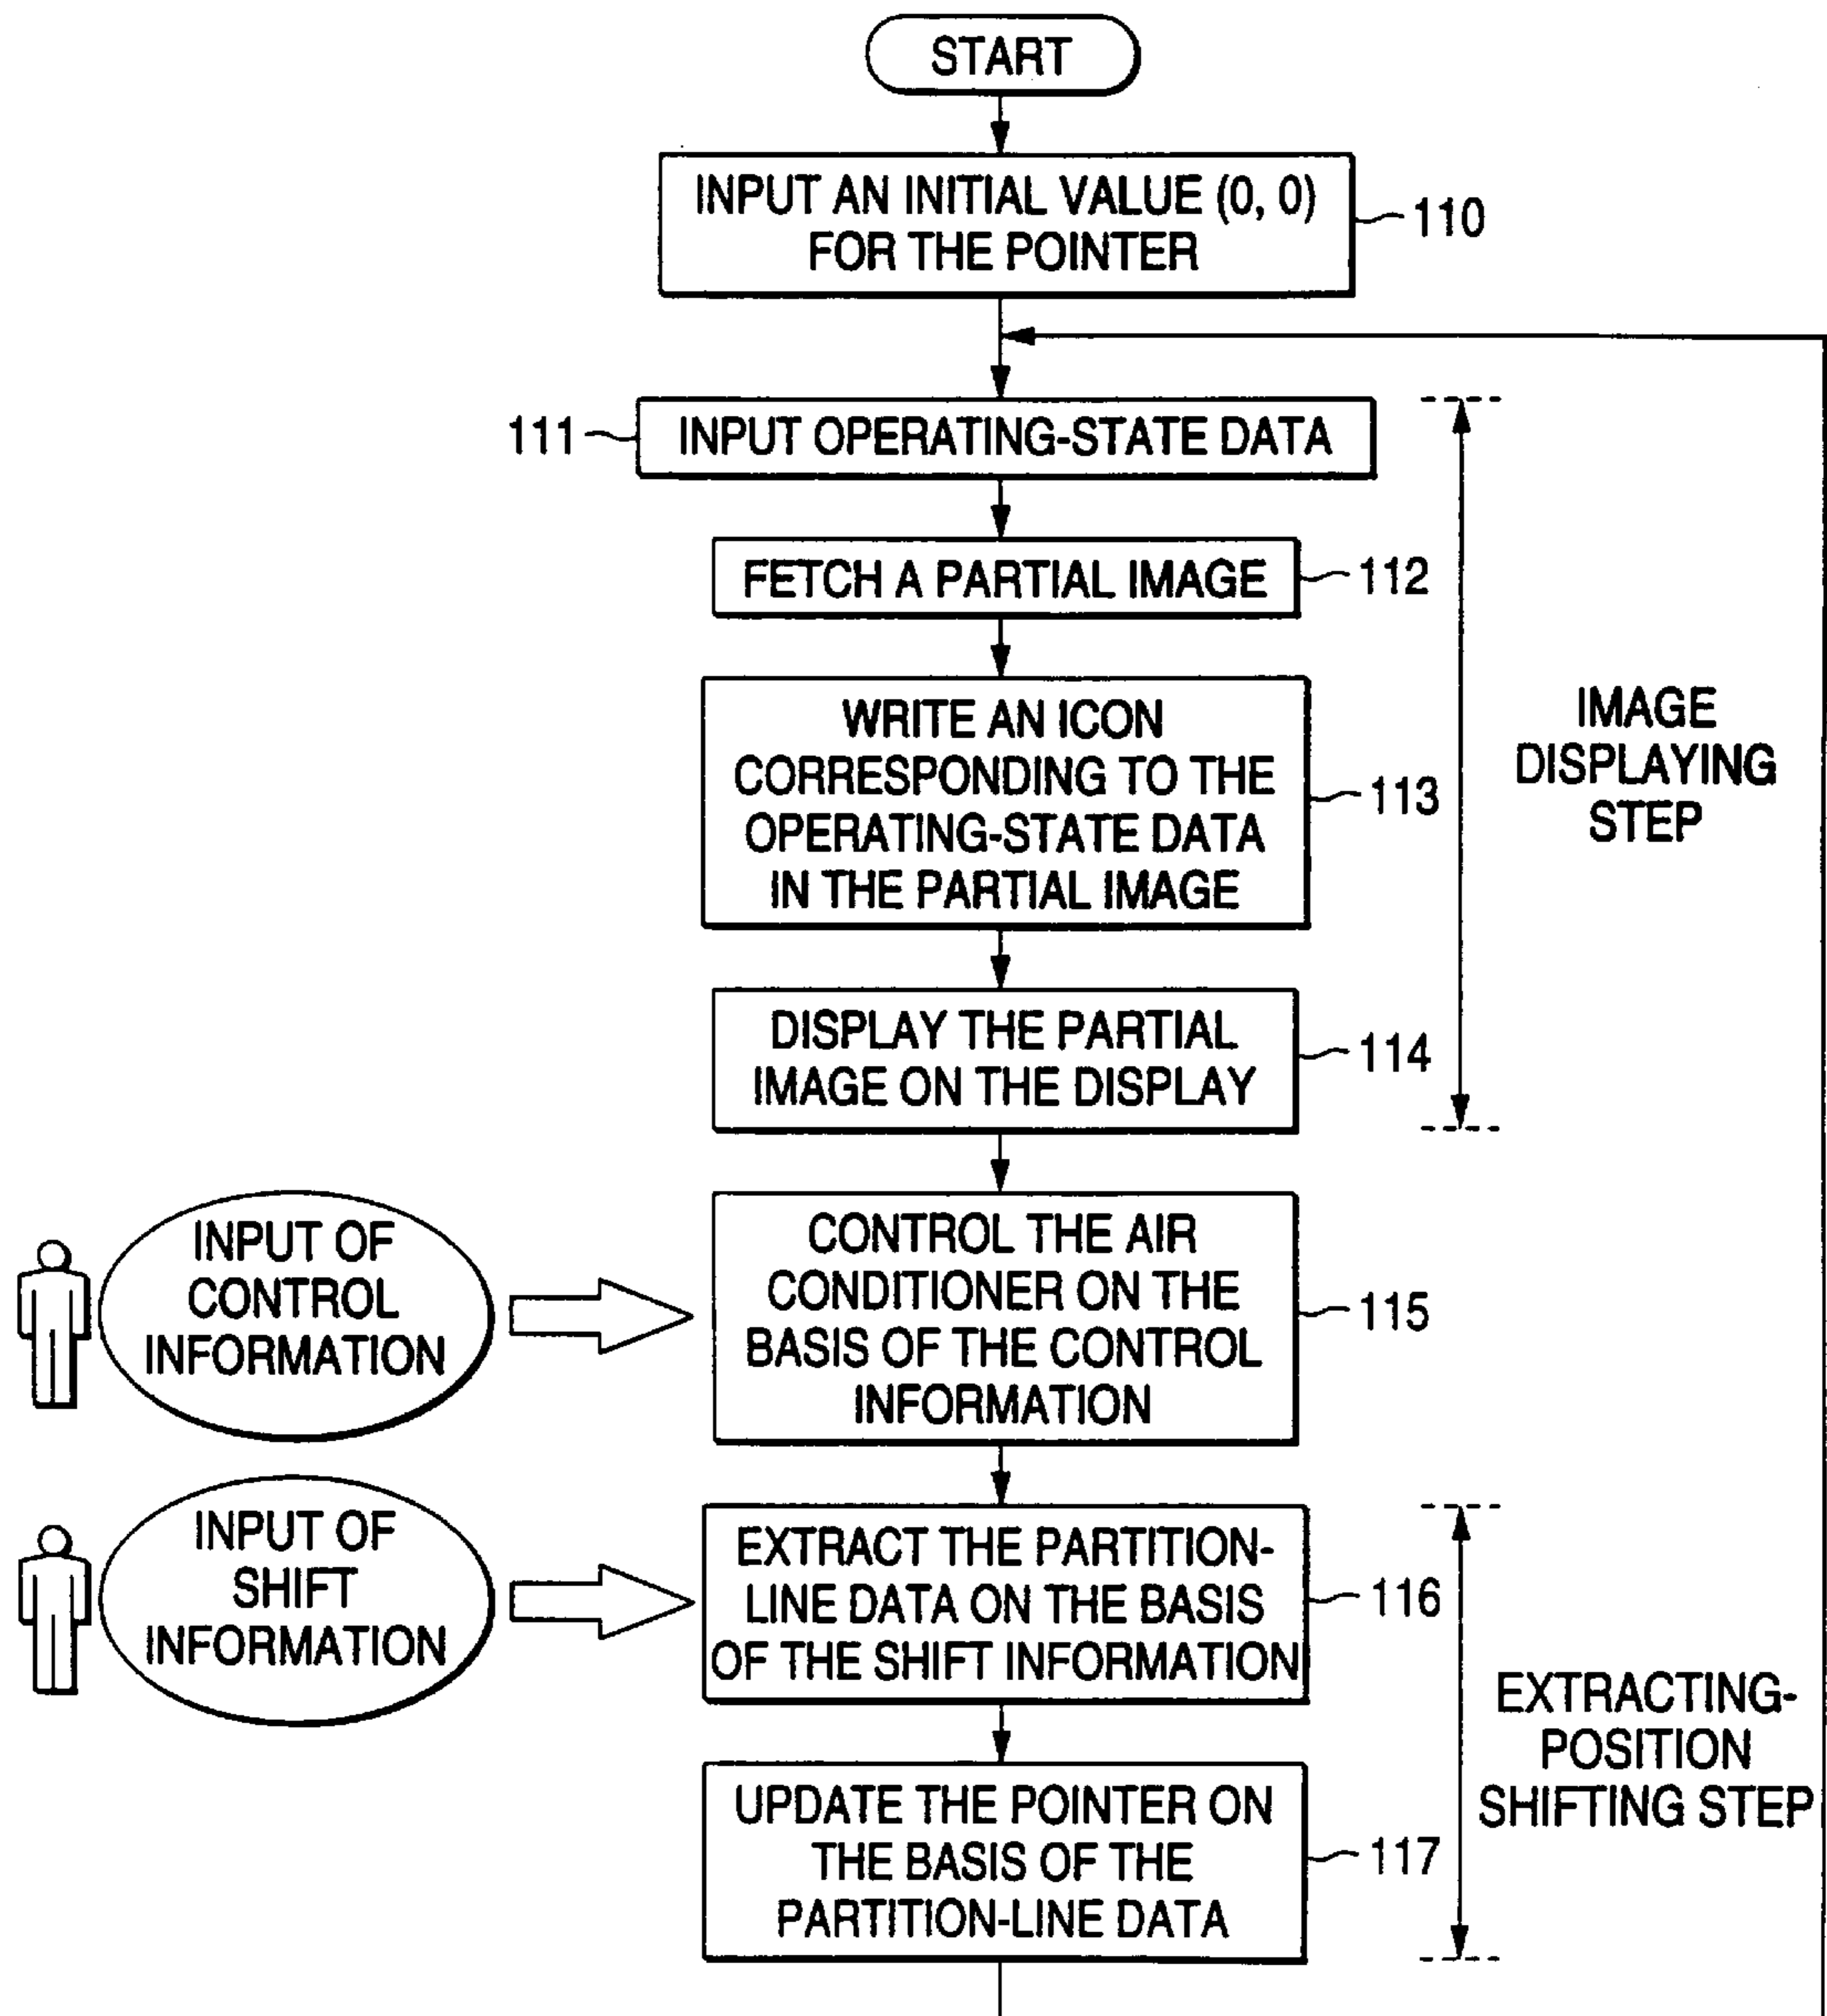 START
INPUT AN INITIAL VALUE (0, 0)
FOR THE POINTER
110
111
INPUT OPERATING-STATE DATA
FETCH A PARTIAL IMAGE
112
WRITE AN ICON
CORRESPONDING TO THE
OPERATING-STATE DATA
IN THE PARTIAL IMAGE
113
IMAGE
DISPLAYING
STEP
DISPLAY THE PARTIAL
IMAGE ON THE DISPLAY
114
INPUT OF
CONTROL
INFORMATION
CONTROL THE AIR
CONDITIONER ON THE
BASIS OF THE CONTROL
INFORMATION
115
INPUT OF
SHIFT
INFORMATION
EXTRACT THE PARTITION-
LINE DATA ON THE BASIS
OF THE SHIFT INFORMATION
116
EXTRACTING-
POSITION
SHIFTING STEP
UPDATE THE POINTER ON
THE BASIS OF THE
PARTITION-LINE DATA
117